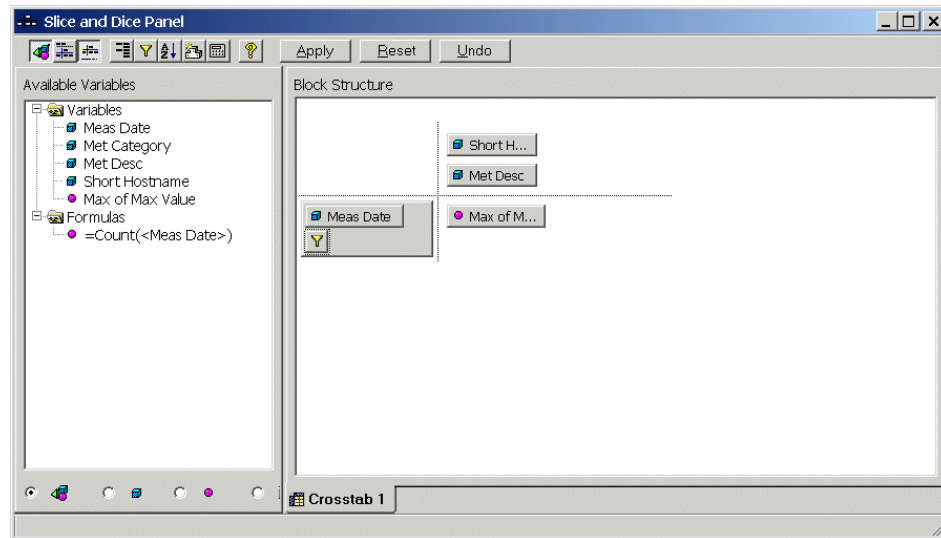 Slice and Dice Panel
Apply Reset Undo
Available Variables
Variables
Meas Date
Met Category
Met Desc
Short Hostname
Max of Max Value
Formulas
=Count(<Meas Date>)
Block Structure
Short H...
Met Desc
Meas Date
Max of M...
Crosstab 1